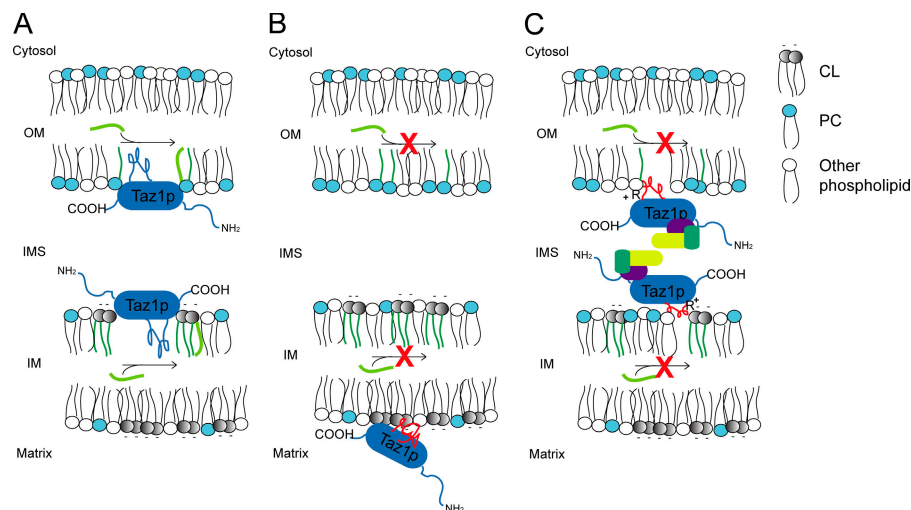 A
Cytosol
OM
Taz1p
COOH
NH₂
IMS
NH₂
COOH
Taz1p
- -
- -
IM
- - - - - -
Matrix
B
Cytosol
OM
X
IMS
- - - - - -
IM
X
COOH
Taz1p
Matrix
NH₂
C
Cytosol
OM
X
+R
Taz1p
COOH
NH₂
IMS
NH₂
COOH
Taz1p
R+
- -
- -
IM
X
Matrix
- -
CL
PC
Other
phospholipid